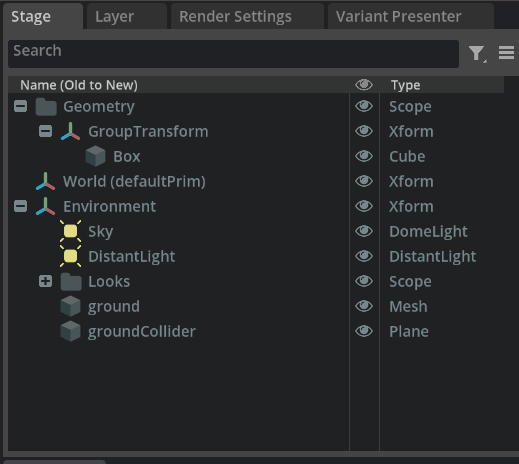 Stage Layer Render Settings Variant Presenter
Search
Name (Old to New) Type
Geometry Scope
GroupTransform Xform
Box Cube
World (defaultPrim) Xform
Environment Xform
Sky DomeLight
DistantLight DistantLight
Looks Scope
ground Mesh
groundCollider Plane